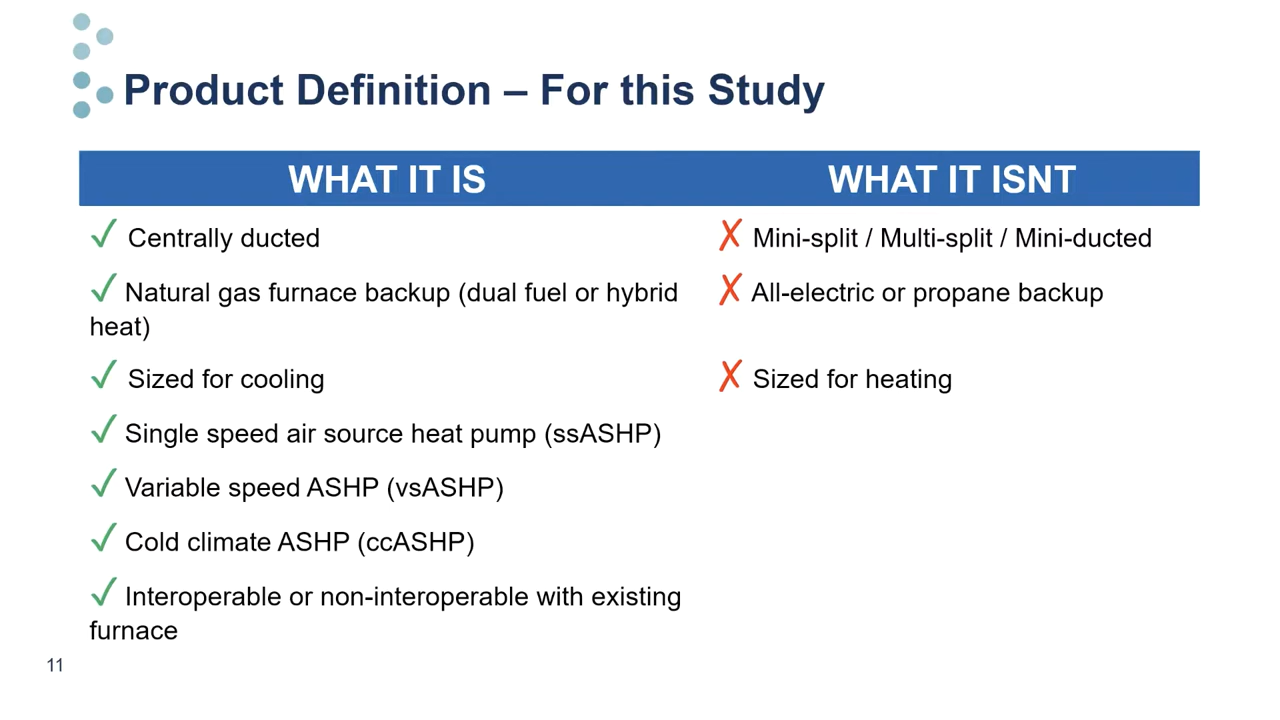 Product Definition – For this Study
WHAT IT IS
WHAT IT ISNT
✓ Centrally ducted
✗ Mini-split / Multi-split / Mini-ducted
✓ Natural gas furnace backup (dual fuel or hybrid
heat)
✗ All-electric or propane backup
✓ Sized for cooling
✗ Sized for heating
✓ Single speed air source heat pump (ssASHP)
✓ Variable speed ASHP (vsASHP)
✓ Cold climate ASHP (ccASHP)
✓ Interoperable or non-interoperable with existing
furnace
11